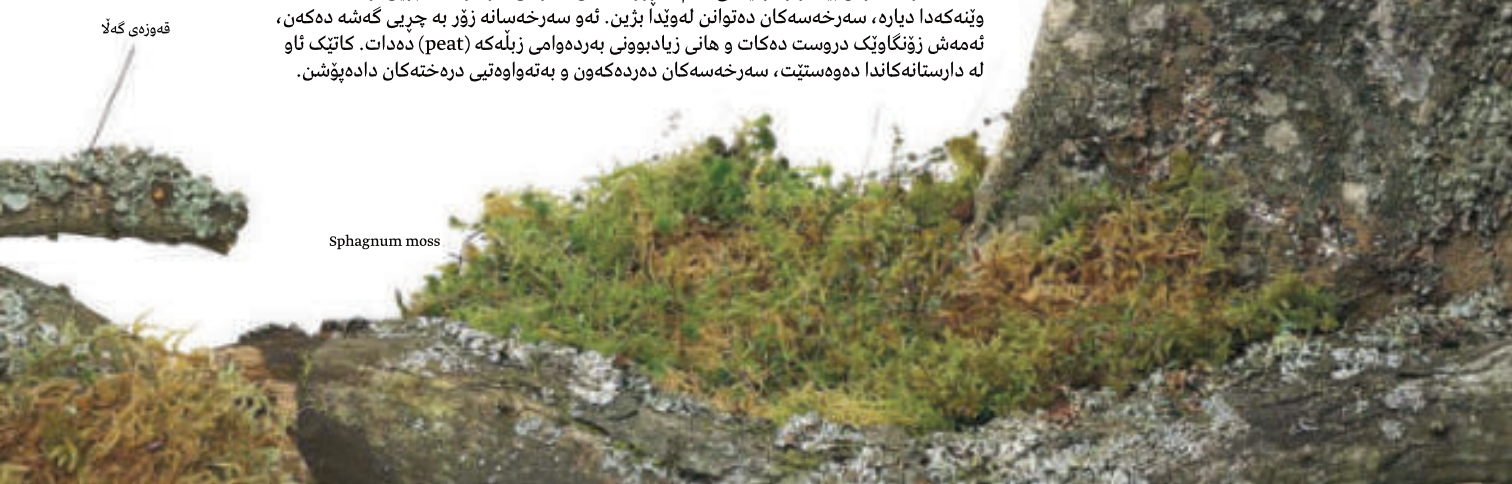 وێنەکەدا دیارە، سەرخەسەکان دەتوانن لەوێدا بژین. ئەو سەرخەسانە زۆر بە چڕیی گەشە دەکەن،
ئەمەش زۆنگاوێک دروست دەکات و هانی زیادبوونی بەردەوامی زبڵەکە (peat) دەدات. کاتێک ئاو
لە دارستانەکاندا دەوەستێت، سەرخەسەکان دەردەکەون و بەتەواوەتیی درەختەکان دادەپۆشن.
قەوزەی گەڵا
Sphagnum moss